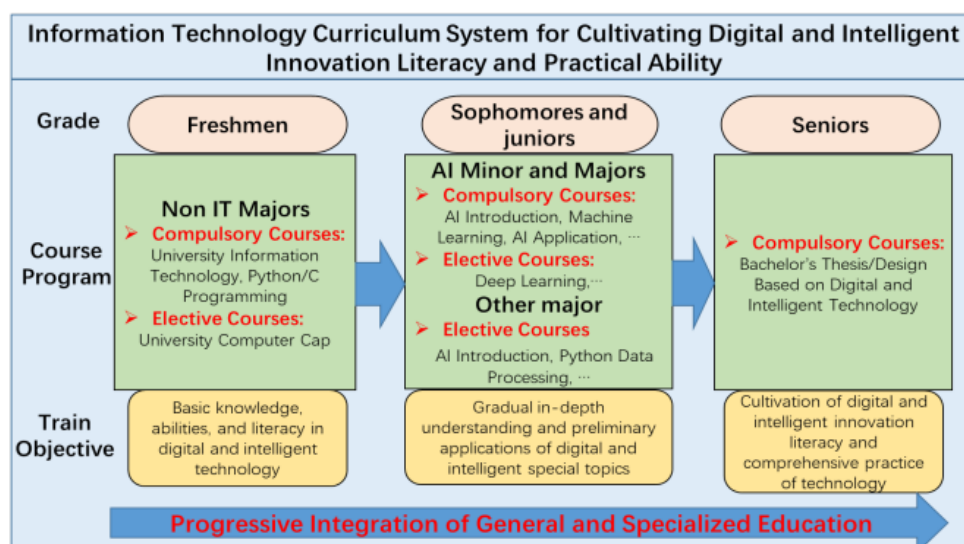 Information Technology Curriculum System for Cultivating Digital and Intelligent
Innovation Literacy and Practical Ability
Grade
Freshmen
Sophomores and
juniors
Seniors
Course
Program
Non IT Majors
➢ Compulsory Courses:
University Information
Technology, Python/C
Programming
➢ Elective Courses:
University Computer Cap
AI Minor and Majors
➢ Compulsory Courses:
AI Introduction, Machine
Learning, AI Application, ···
➢ Elective Courses:
Deep Learning,···
Other major
➢ Elective Courses
AI Introduction, Python Data
Processing, ···
➢ Compulsory Courses:
Bachelor's Thesis/Design
Based on Digital and
Intelligent Technology
Train
Objective
Basic knowledge,
abilities, and literacy in
digital and intelligent
technology
Gradual in-depth
understanding and preliminary
applications of digital and
intelligent special topics
Cultivation of digital and
intelligent innovation
literacy and
comprehensive practice
of technology
Progressive Integration of General and Specialized Education